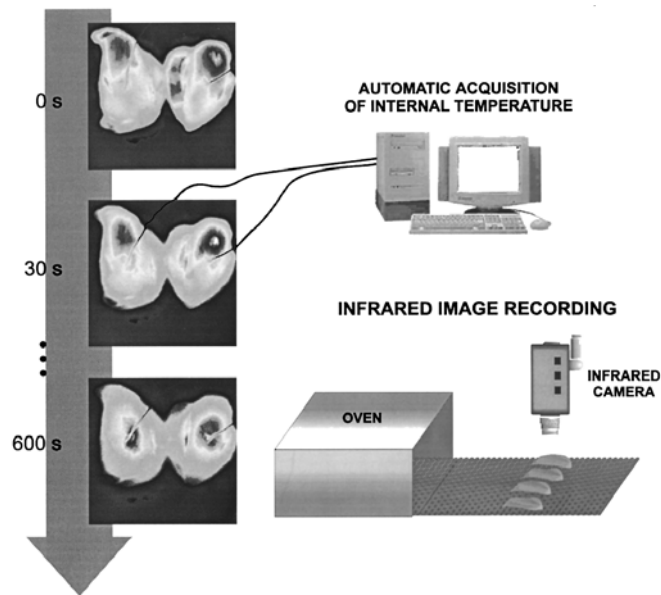 0 s
AUTOMATIC ACQUISITION
OF INTERNAL TEMPERATURE
30 s
INFRARED IMAGE RECORDING
INFRARED
CAMERA
OVEN
600 s